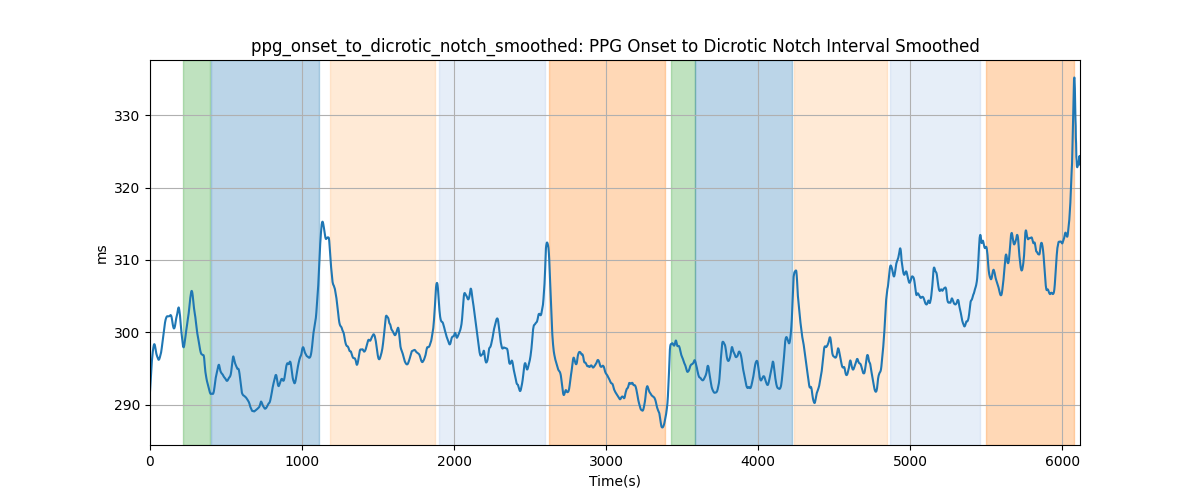 ppg_onset_to_dicrotic_notch_smoothed: PPG Onset to Dicrotic Notch Interval Smoothed
330
320
310
300
290
ms
0 1000 2000 3000 4000 5000 6000
Time(s)